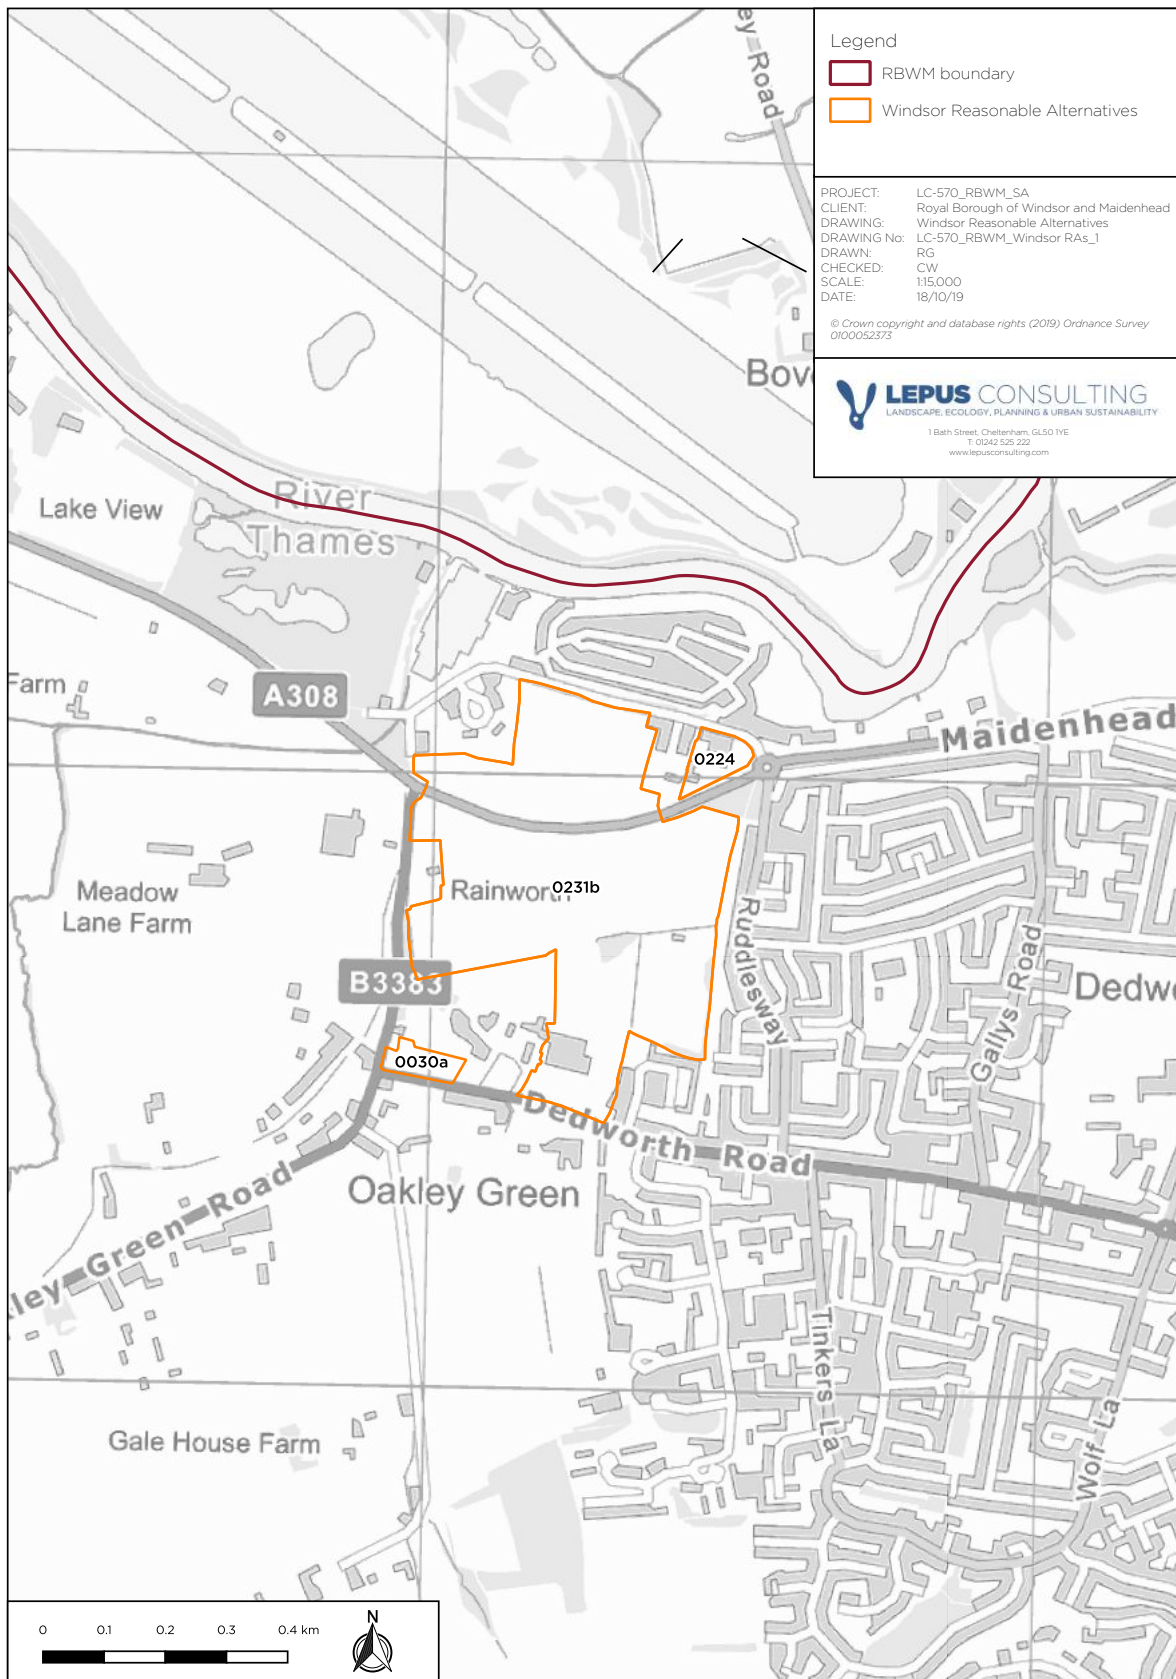 Legend
RBWM boundary
Windsor Reasonable Alternatives
PROJECT: LC-570_RBWM_SA
CLIENT: Royal Borough of Windsor and Maidenhead
DRAWING: Windsor Reasonable Alternatives
DRAWING No: LC-570_RBWM_Windsor RAs_1
DRAWN: RG
CHECKED: CW
SCALE: 1:15,000
DATE: 18/10/19
© Crown copyright and database rights (2019) Ordnance Survey
0100052373
LEPUS CONSULTING
LANDSCAPE, ECOLOGY, PLANNING & URBAN SUSTAINABILITY
1 Bath Street, Cheltenham, GL50 1YE
T: 01242 525 222
www.lepusconsulting.com
ey Road
Bov
Lake View
River
Thames
Farm
A308
Maidenhead
0224
Meadow
Lane Farm
Rainwor
0231b
Ruddlesway
Gallys Road
Dedw
B3383
0030a
Dedworth Road
Oakley Green
ley Green Road
Tinkers La
Wolf La
Gale House Farm
0 0.1 0.2 0.3 0.4 km
N